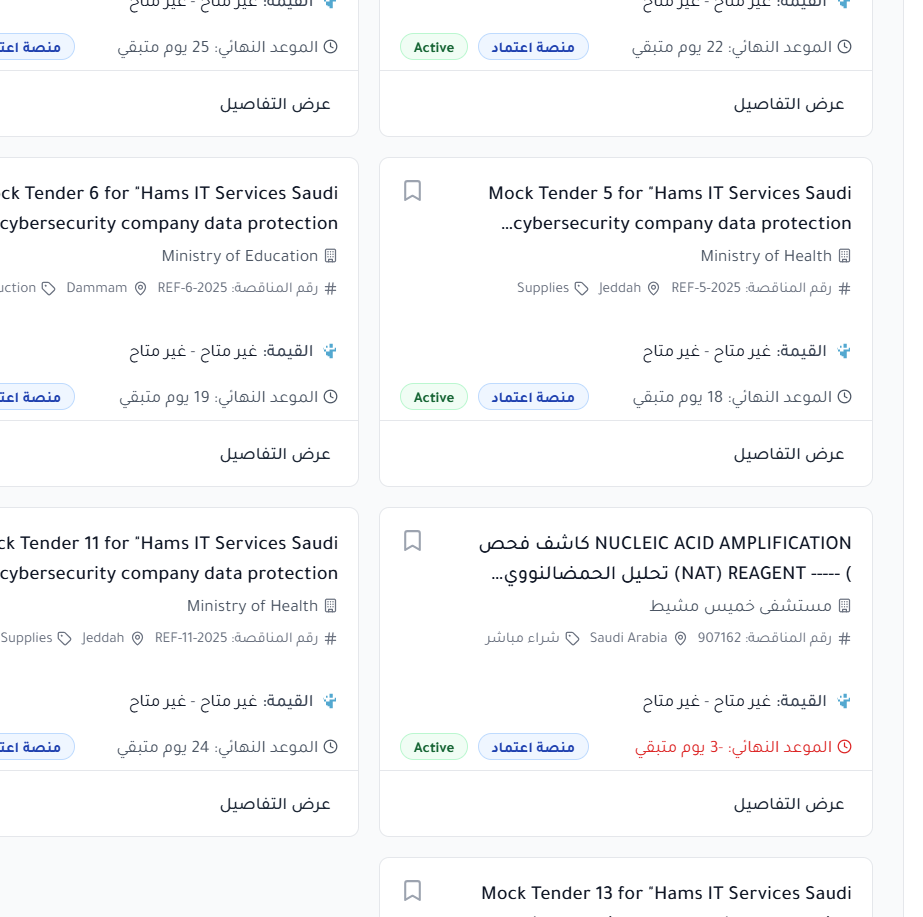 القيمة: غير متاح - غير متاح
الموعد النهائي: 22 يوم متبقي
منصة اعتماد
Active
عرض التفاصيل
القيمة: غير متاح - غير متاح
الموعد النهائي: 25 يوم متبقي
منصة
عرض التفاصيل
Mock Tender 5 for "Hams IT Services Saudi
cybersecurity company data protection...
Ministry of Health
# رقم المناقصة: REF-5-2025
Jeddah
Supplies
القيمة: غير متاح - غير متاح
الموعد النهائي: 18 يوم متبقي
منصة اعتماد
Active
عرض التفاصيل
Tender 6 for "Hams IT Services Saudi
cybersecurity company data protection
Ministry of Education
# رقم المناقصة: REF-6-2025
Dammam
القيمة: غير متاح - غير متاح
الموعد النهائي: 19 يوم متبقي
منصة
عرض التفاصيل
NUCLEIC ACID AMPLIFICATION كاشف فحص
( ----- NAT) REAGENT) تحليل الحمضالنووي...
مستشفى خميس مشيط
# رقم المناقصة: 907162
Saudi Arabia
شراء مباشر
القيمة: غير متاح - غير متاح
الموعد النهائي: -3 يوم متبقي
منصة اعتماد
Active
عرض التفاصيل
Tender 11 for "Hams IT Services Saudi
cybersecurity company data protection
Ministry of Health
# رقم المناقصة: REF-11-2025
Jeddah
Supplies
القيمة: غير متاح - غير متاح
الموعد النهائي: 24 يوم متبقي
منصة
عرض التفاصيل
Mock Tender 13 for "Hams IT Services Saudi